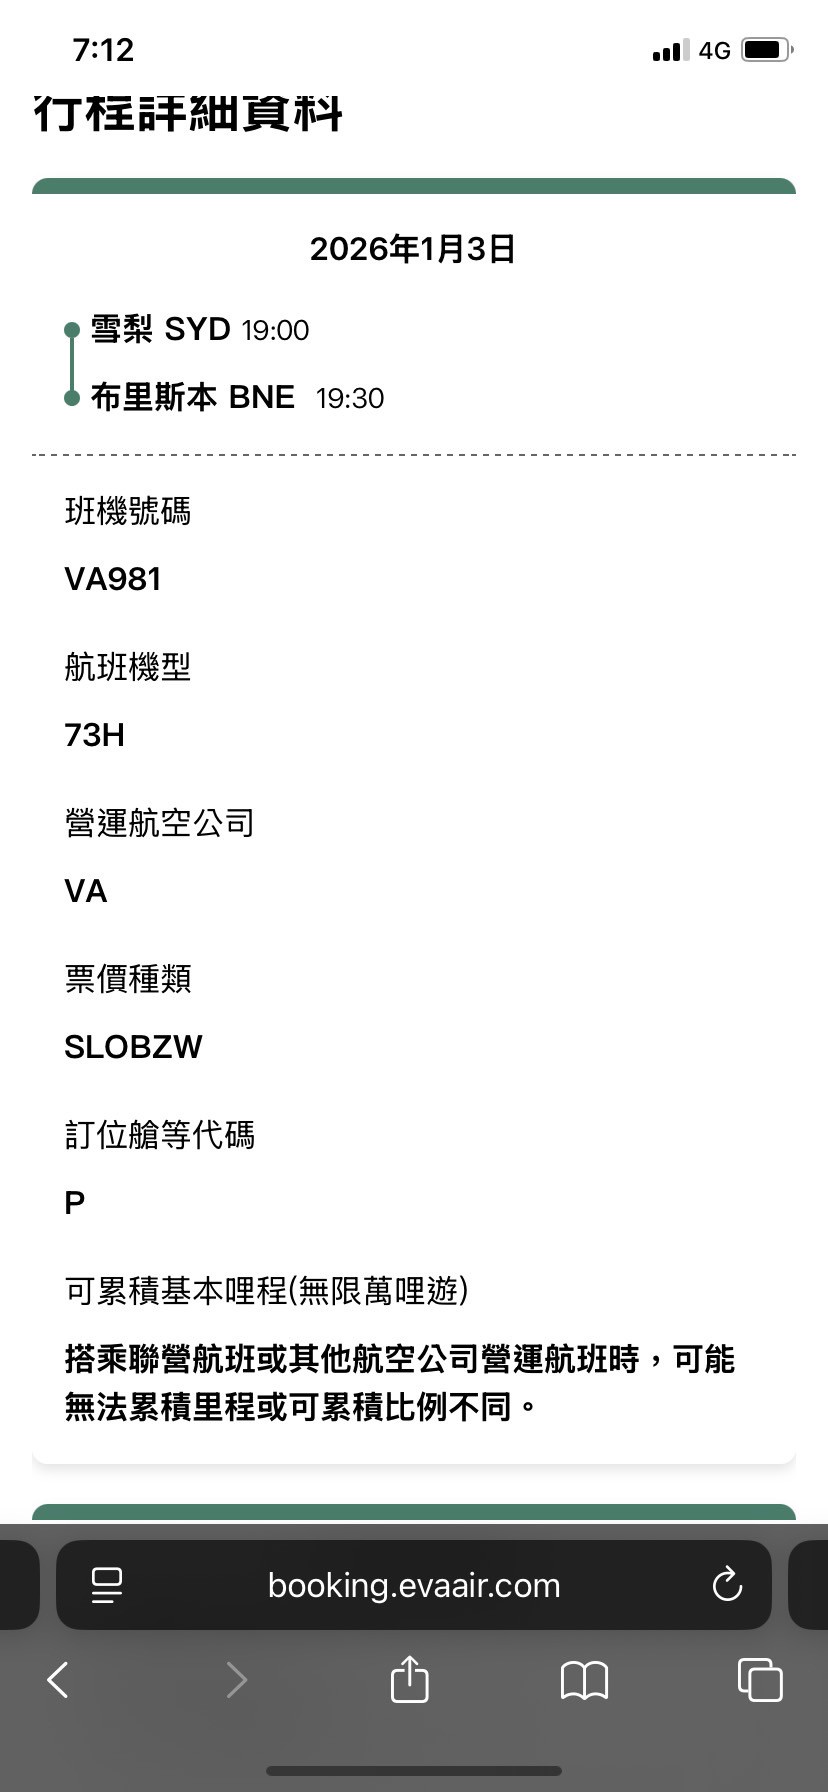 7:12
4G
行程詳細資料
2026年1月3日
雪梨 SYD 19:00
布里斯本 BNE 19:30
班機號碼
VA981
航班機型
73H
營運航空公司
VA
票價種類
SLOBZW
訂位艙等代碼
P
可累積基本哩程(無限萬哩遊)
搭乘聯營航班或其他航空公司營運航班時，可能
無法累積里程或可累積比例不同。
booking.evaair.com